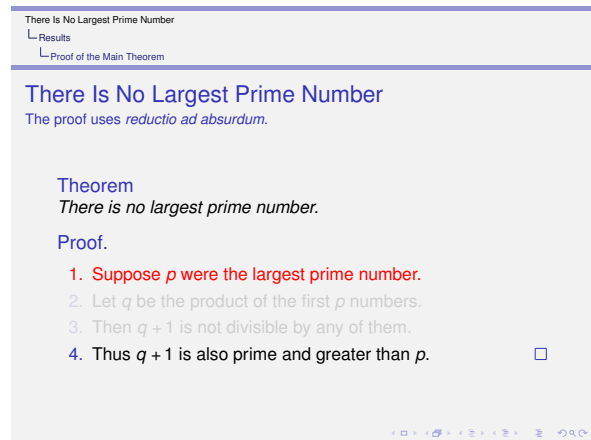 There Is No Largest Prime Number
Results
Proof of the Main Theorem
There Is No Largest Prime Number
The proof uses reductio ad absurdum.
Theorem
There is no largest prime number.
Proof.
1. Suppose p were the largest prime number.
2. Let q be the product of the first p numbers.
3. Then q + 1 is not divisible by any of them.
4. Thus q + 1 is also prime and greater than p. □